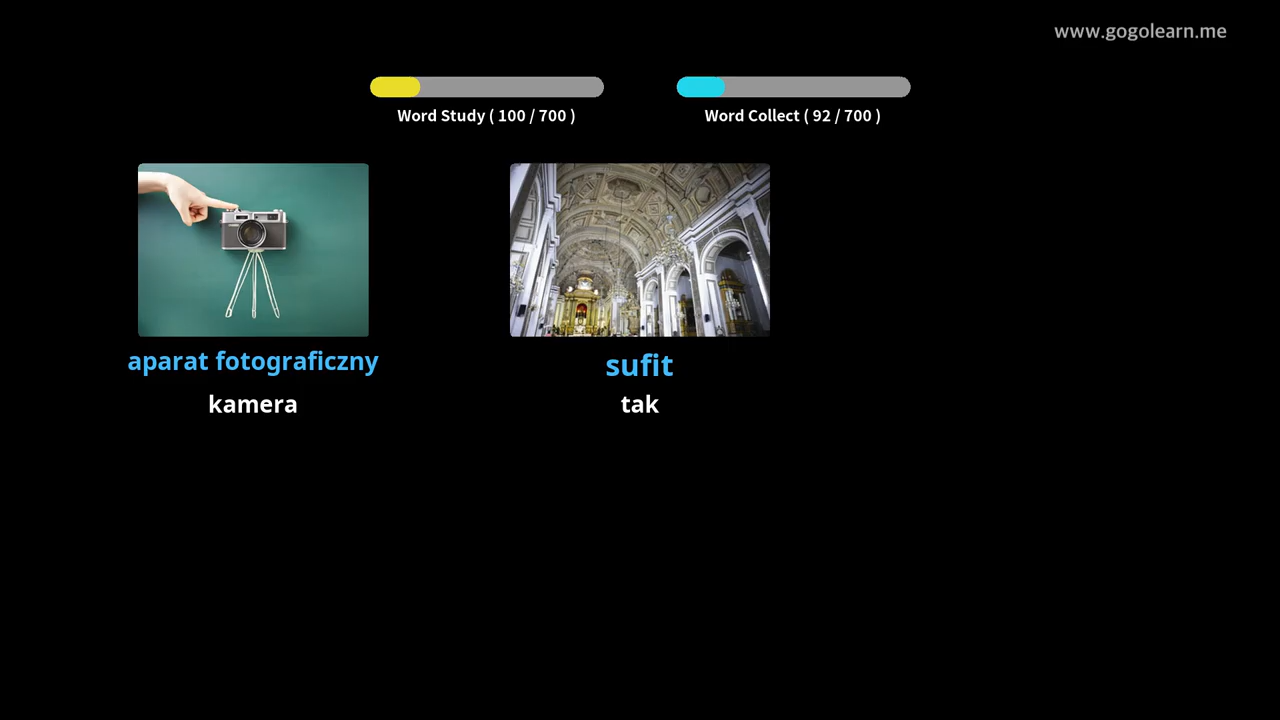 www.gogolearn.me
Word Study ( 100 / 700 )
Word Collect ( 92 / 700 )
aparat fotograficzny
kamera
sufit
tak